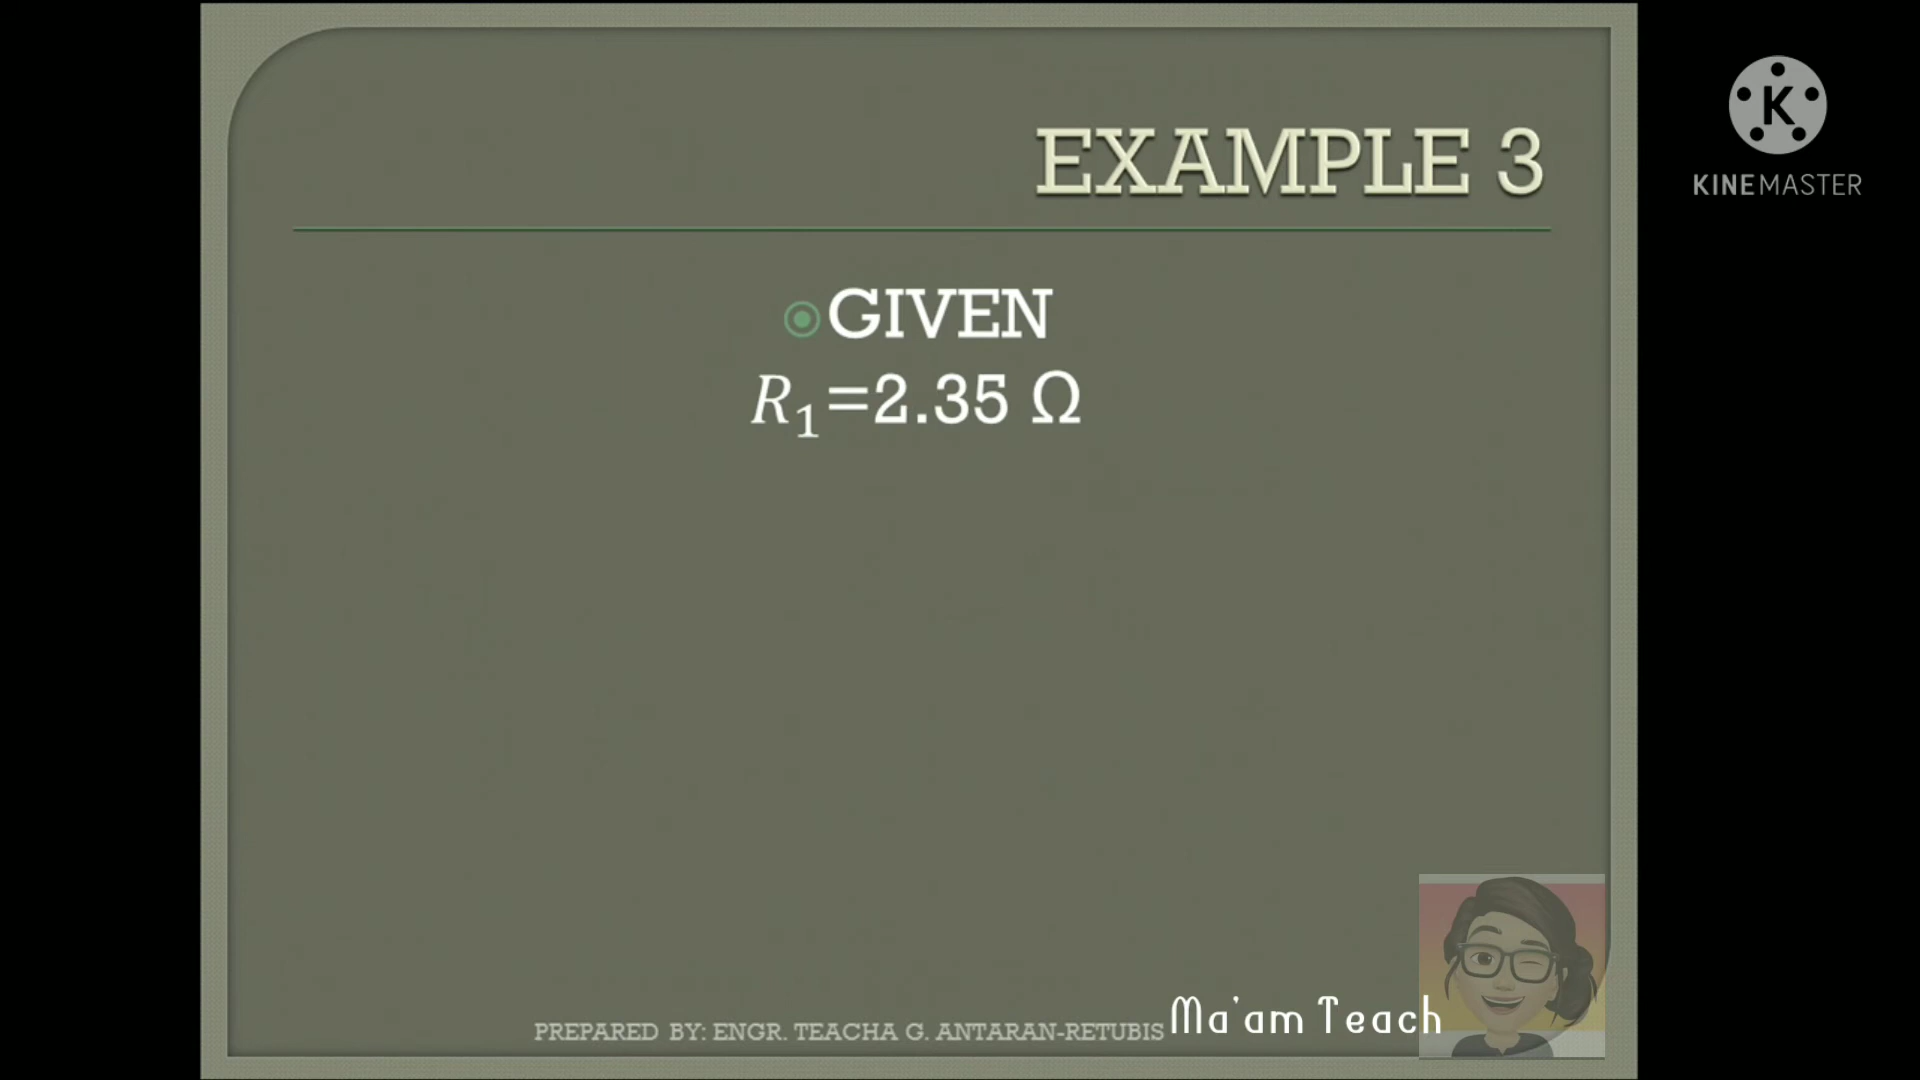 EXAMPLE 3
K
KINEMASTER
GIVEN
R₁=2.35 Ω
PREPARED BY: ENGR. TEACHA G. ANTARAN-RETUBIS
Ma'am Teach